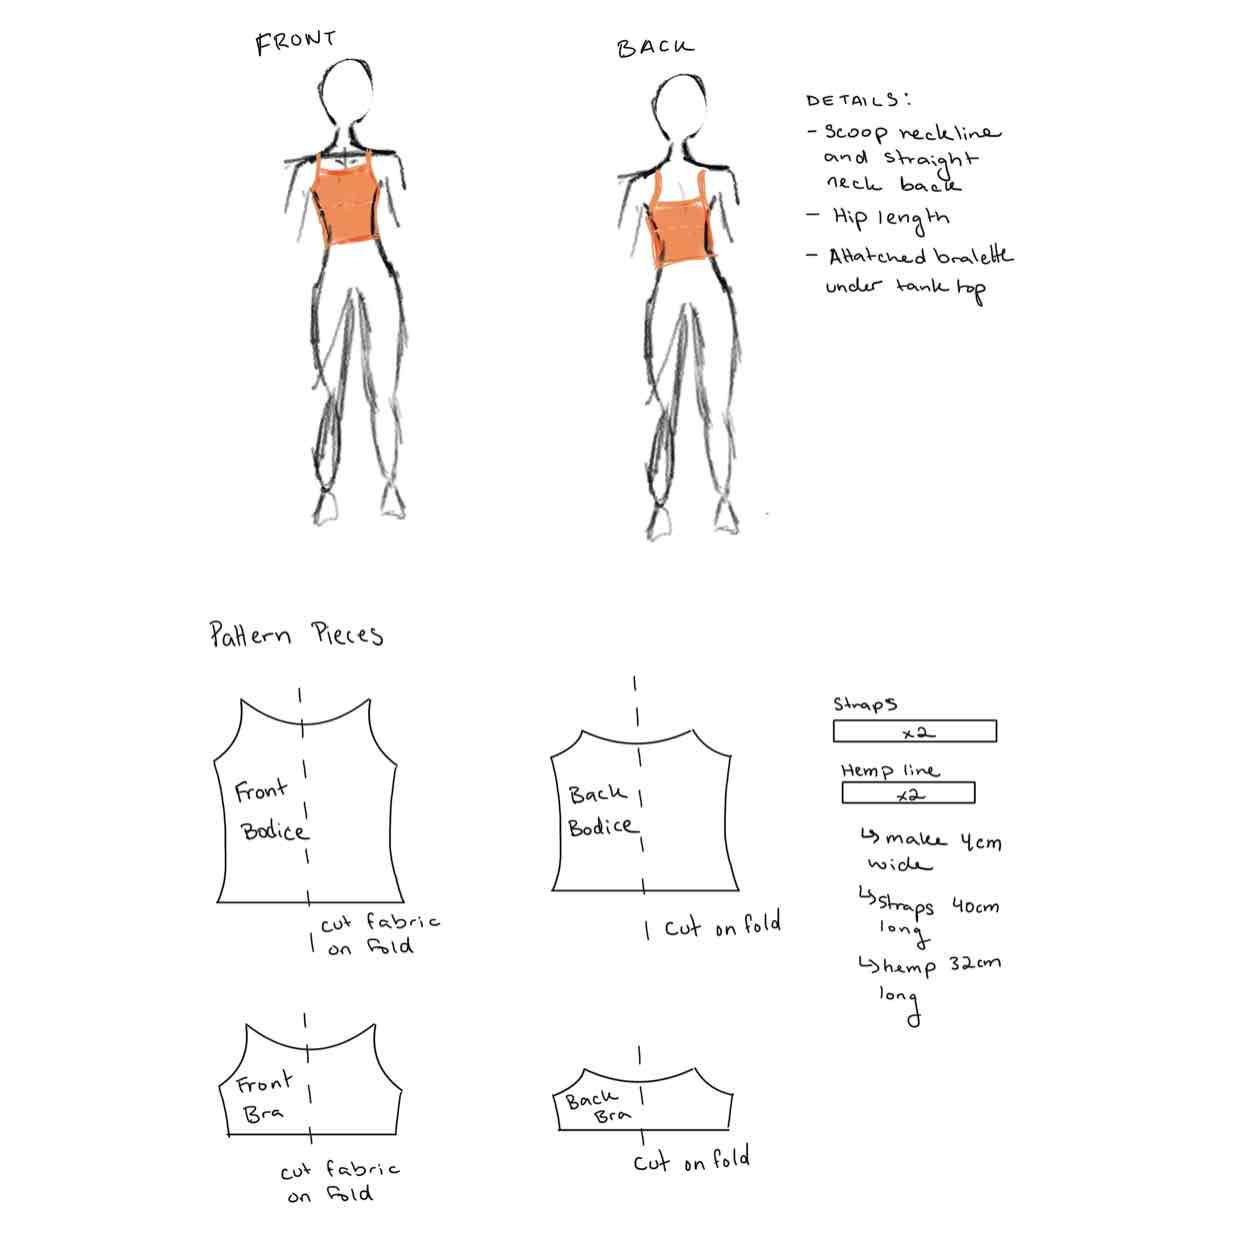 FRONT
BACK
DETAILS:
- Scoop neckline
and straight
neck back
- Hip length
- Attatched bralette
under tank top
Pattern Pieces
Front
Bodice
cut fabric
on fold
Back
Bodice
cut on fold
Straps
x2
Hemp line
x2
↳ make 4cm
wide
↳ straps 40cm
long
↳ hemp 32cm
long
Front
Bra
cut fabric
on fold
Back
Bra
cut on fold